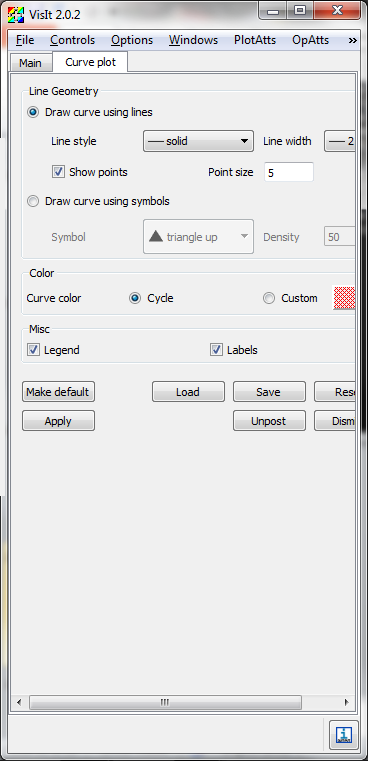 VisIt 2.0.2
File Controls Options Windows PlotAtts OpAtts »
Main Curve plot
Line Geometry
Draw curve using lines
Line style solid Line width 2
Show points Point size 5
Draw curve using symbols
Symbol triangle up Density 50
Color
Curve color Cycle Custom
Misc
Legend Labels
Make default Load Save Rese
Apply Unpost Dismi